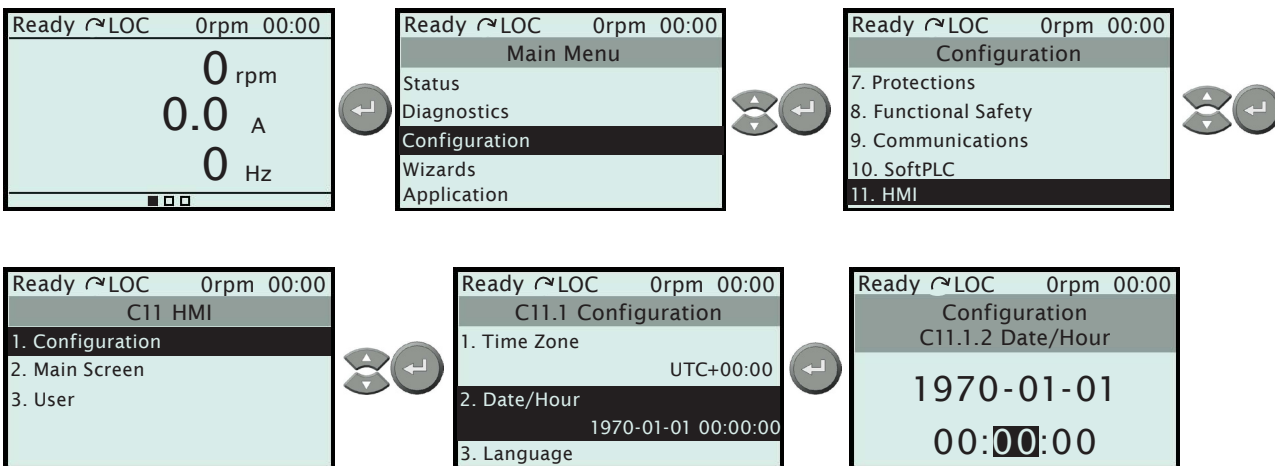 Ready LOC 0rpm 00:00
0 rpm
0.0 A
0 Hz
Ready LOC 0rpm 00:00
Main Menu
Status
Diagnostics
Configuration
Wizards
Application
Ready LOC 0rpm 00:00
Configuration
7. Protections
8. Functional Safety
9. Communications
10. SoftPLC
11. HMI
Ready LOC 0rpm 00:00
C11 HMI
1. Configuration
2. Main Screen
3. User
Ready LOC 0rpm 00:00
C11.1 Configuration
1. Time Zone
UTC+00:00
2. Date/Hour
1970-01-01 00:00:00
3. Language
Ready LOC 0rpm 00:00
Configuration
C11.1.2 Date/Hour
1970-01-01
00:00:00